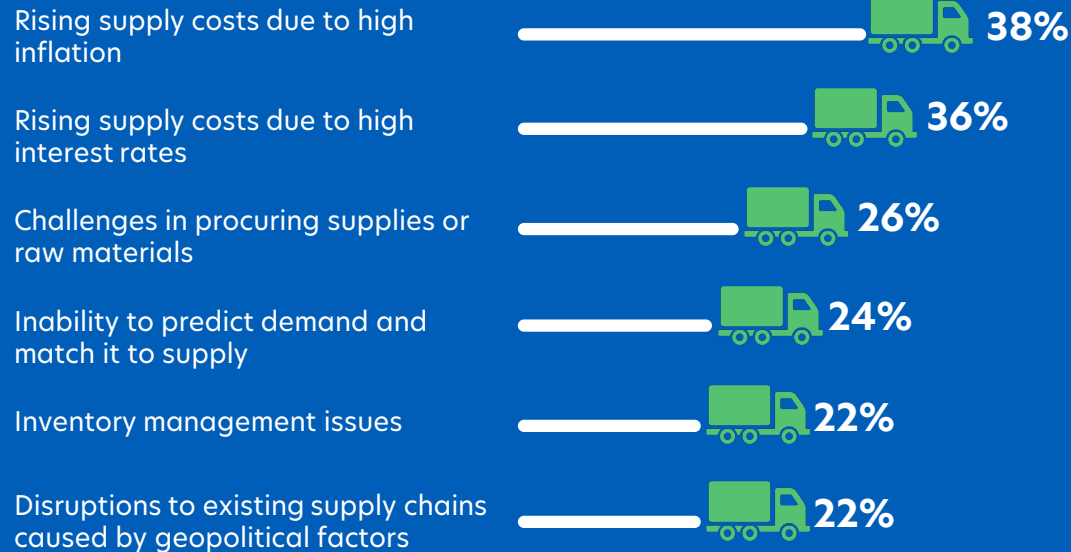 Rising supply costs due to high
inflation
38%
Rising supply costs due to high
interest rates
36%
Challenges in procuring supplies or
raw materials
26%
Inability to predict demand and
match it to supply
24%
Inventory management issues
22%
Disruptions to existing supply chains
caused by geopolitical factors
22%